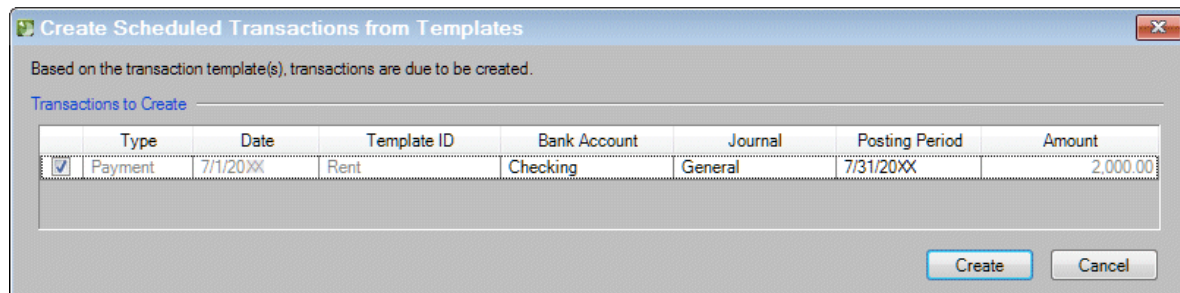 Create Scheduled Transactions from Templates
Based on the transaction template(s), transactions are due to be created.
Transactions to Create
Type Date Template ID Bank Account Journal Posting Period Amount
Payment 7/1/20XX Rent Checking General 7/31/20XX 2,000.00
Create Cancel